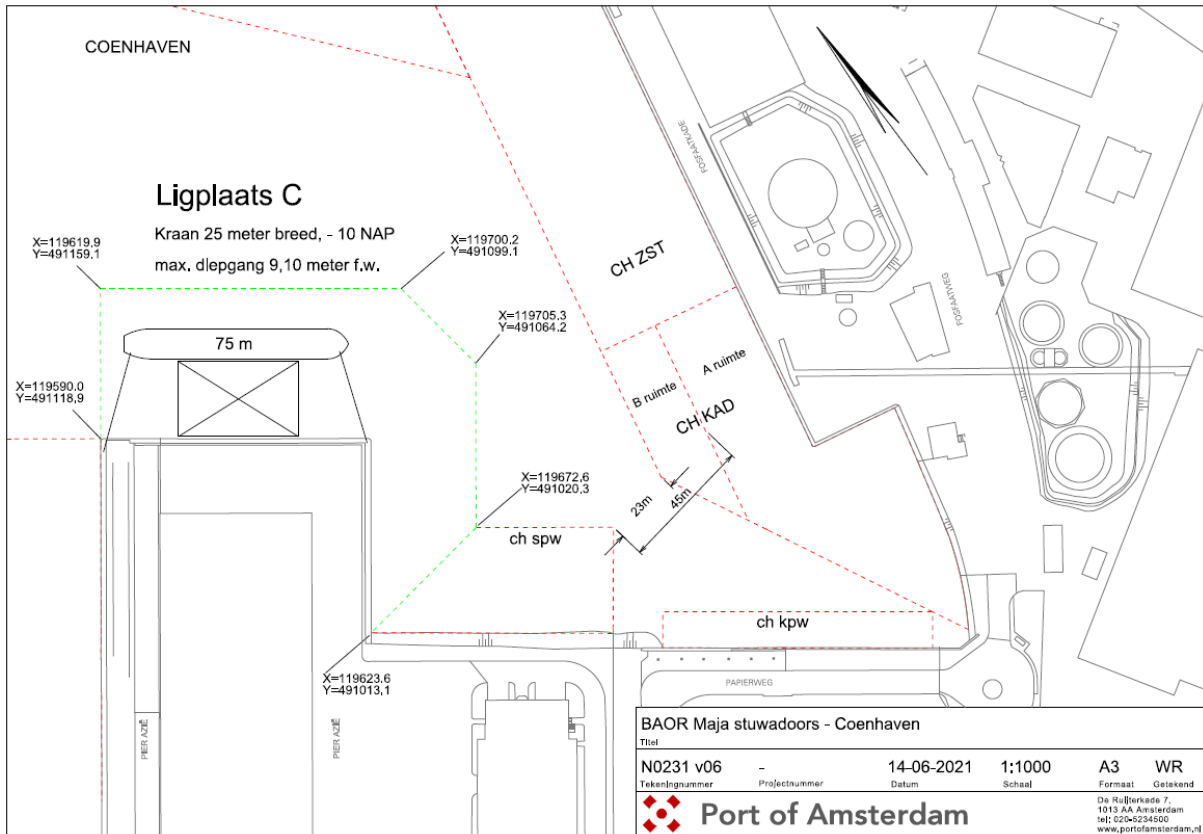 COENHAVEN
Ligplaats C
Kraan 25 meter breed, - 10 NAP
max. diepgang 9,10 meter f.w.
X=119619,9
Y=491159.1
X=119700.2
Y=491099.1
X=119705.3
Y=491064.2
75 m
X=119590.0
Y=491118,9
X=119672.6
Y=491020,3
ch spw
X=119623.6
Y=491013,1
CH ZST
B ruimte
A ruimte
CH KAD
23m
45m
ch kpw
FOSFAATKADE
FOSFAATWEG
PAPIERWEG
PIER AZIË
PIER AZIË
BAOR Maja stuwadoors - Coenhaven
Titel
N0231 v06 - 14-06-2021 1:1000 A3 WR
Tekeningnummer Projectnummer Datum Schaal Formaat Getekend
Port of Amsterdam
De Ruijterkade 7,
1013 AA Amsterdam
tel: 020-5234500
www.portofamsterdam.nl